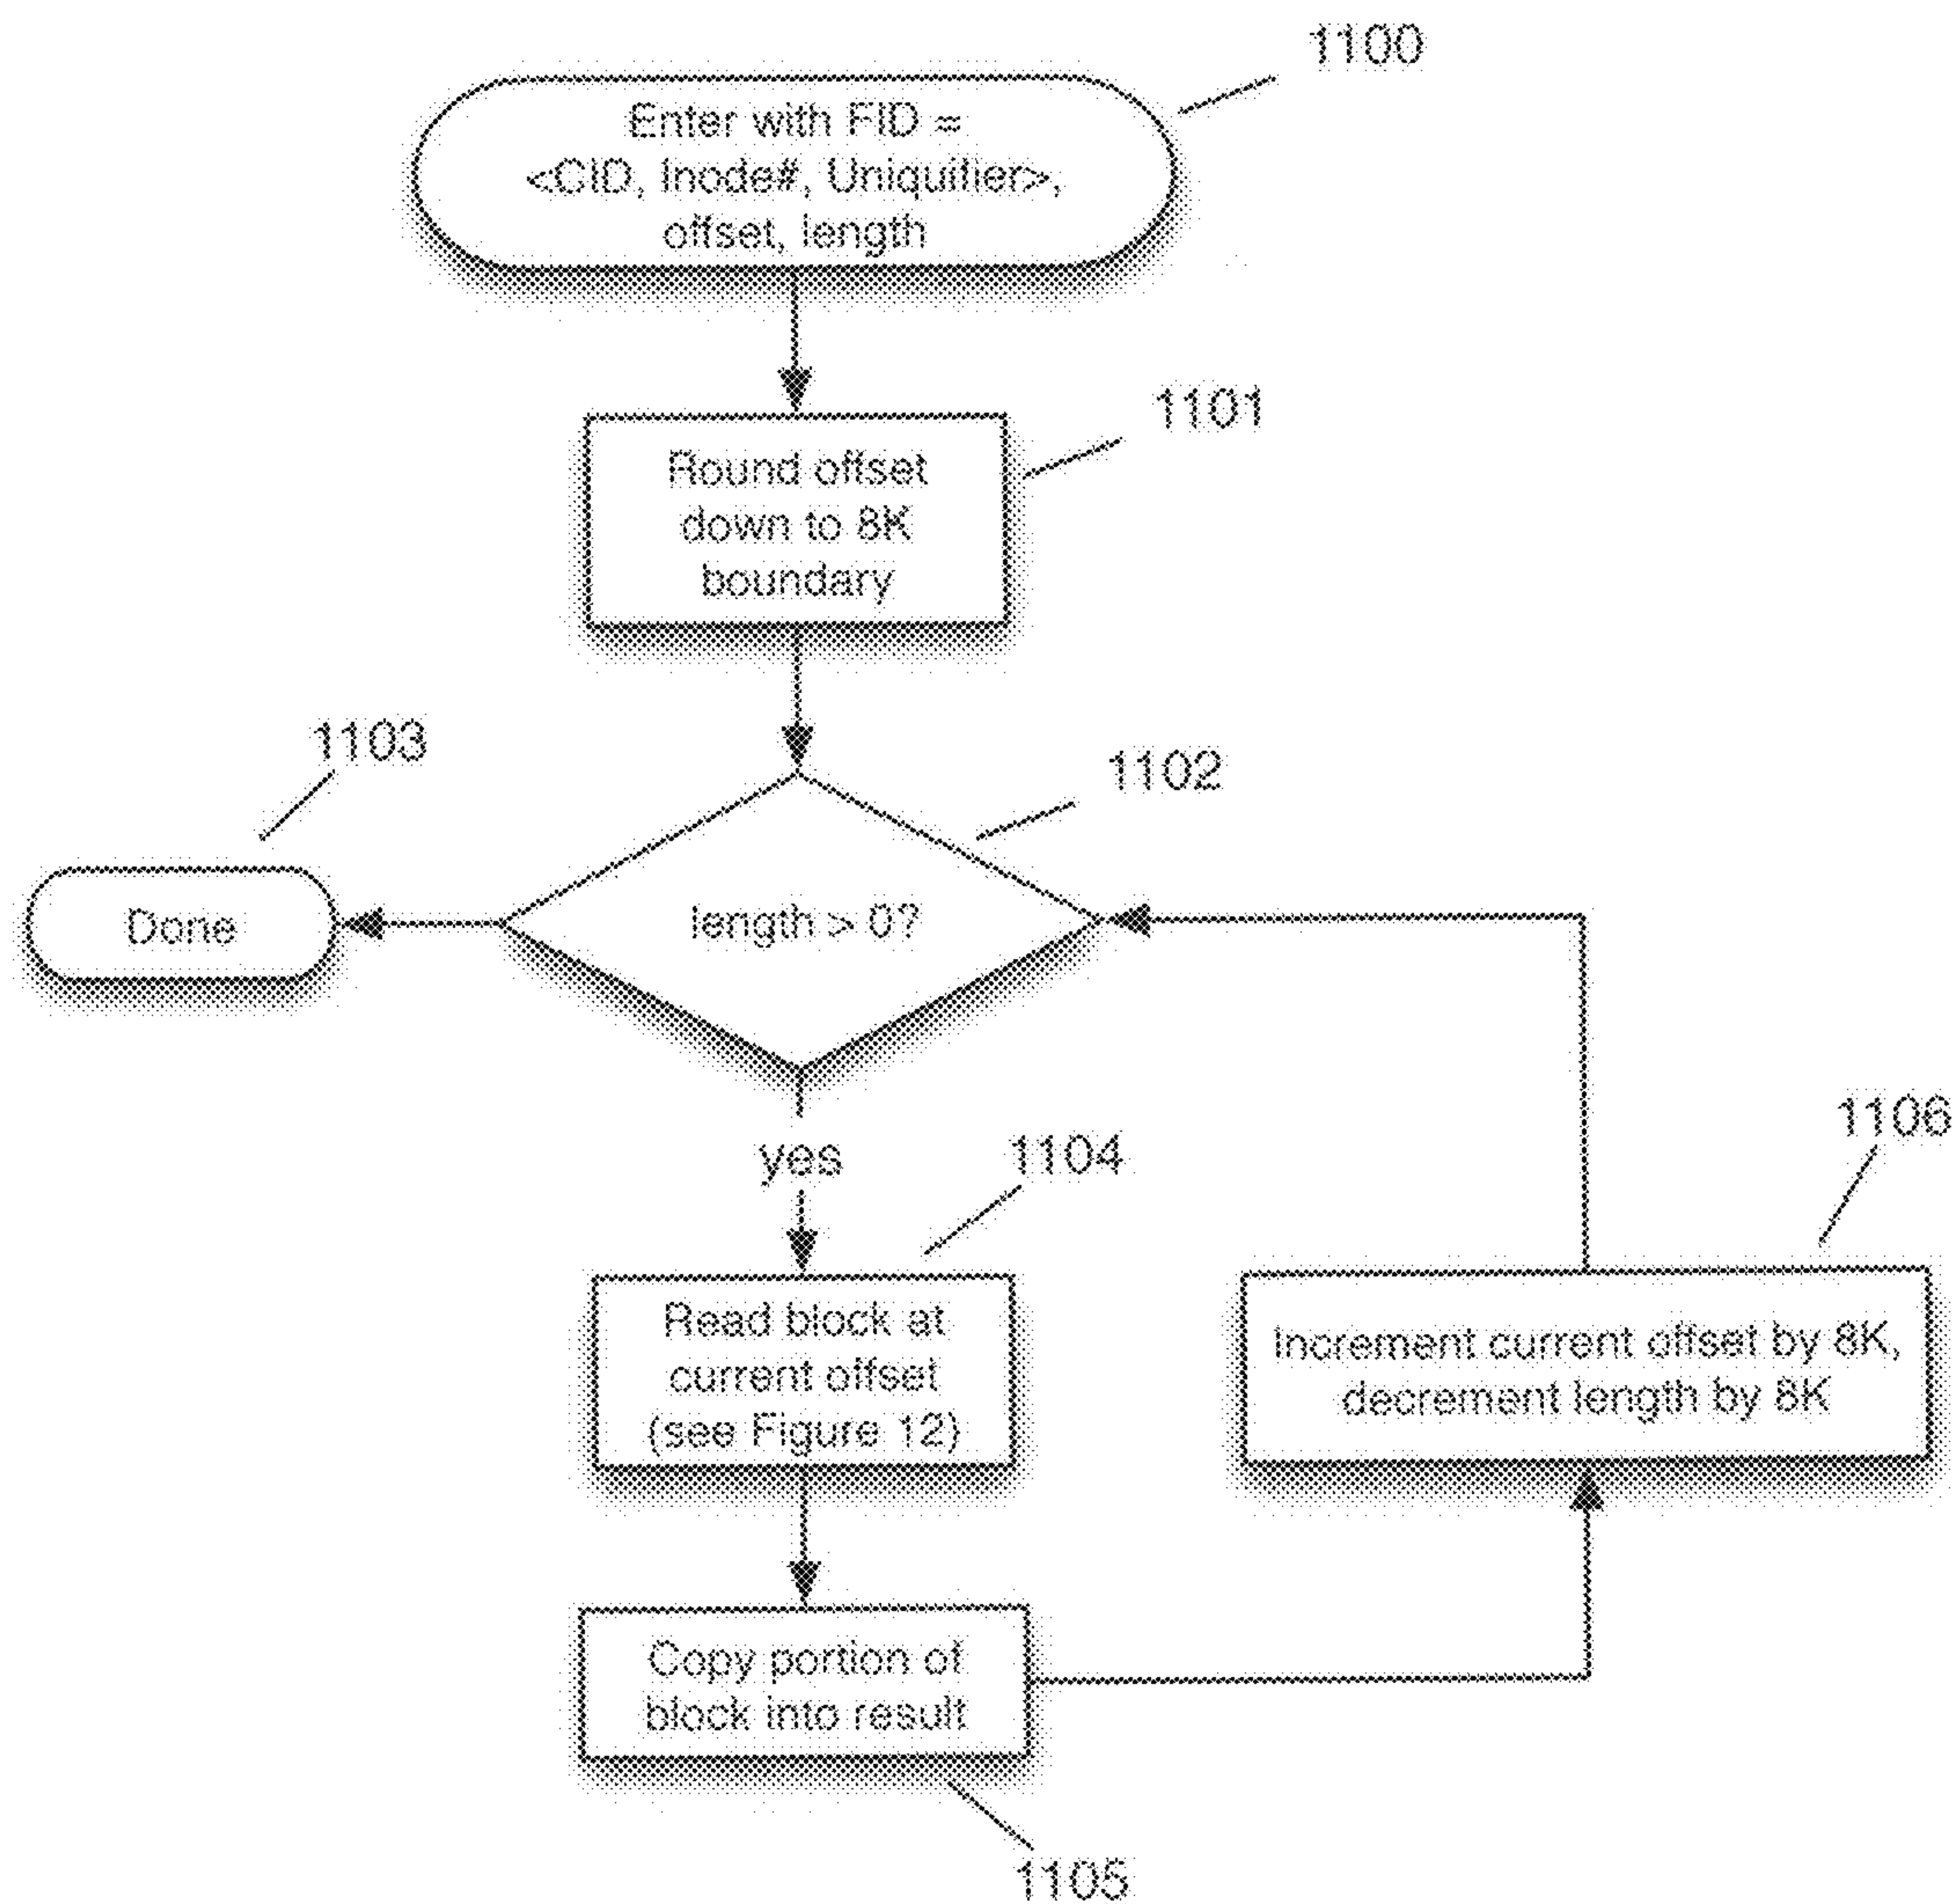 1100
Enter with FID =
<CID, Inode#, Uniquifier>,
offset, length
1101
Round offset
down to 8K
boundary
1103
1102
Done
length > 0?
yes
1104
1106
Read block at
current offset
(see Figure 12)
Increment current offset by 8K,
decrement length by 8K
Copy portion of
block into result
1105